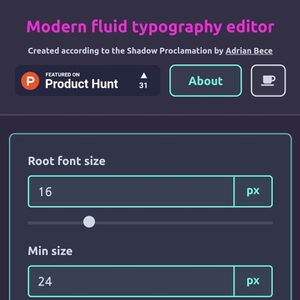 Modern fluid typography editor
Created according to the Shadow Proclamation by Adrian Bece
P
FEATURED ON
Product Hunt
▲
31
About
Root font size
16
px
Min size
24
px